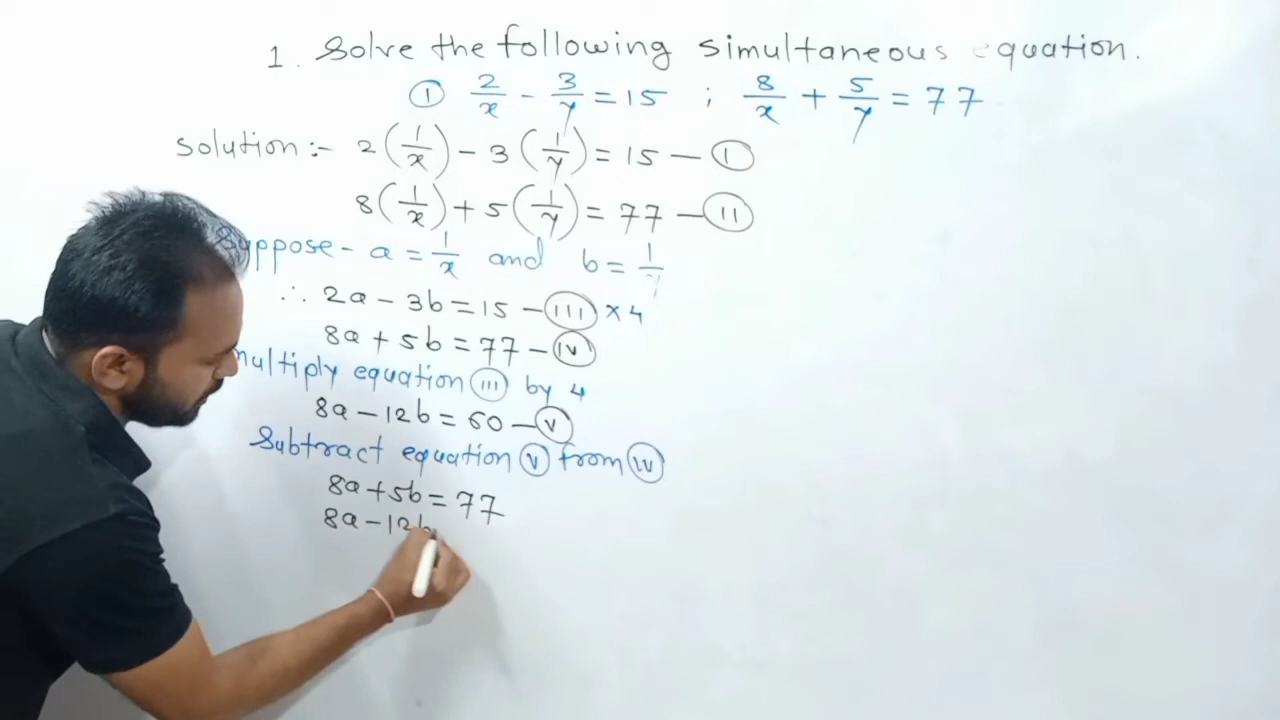 1. Solve the following simultaneous equation.
① 2/x - 3/y = 15 ; 8/x + 5/y = 77
Solution:- 2(1/x) - 3(1/y) = 15 — Ⓘ
8(1/x) + 5(1/y) = 77 — (II)
Suppose - a = 1/x and b = 1/y
∴ 2a - 3b = 15 — (III) × 4
8a + 5b = 77 — (IV)
multiply equation (III) by 4
8a - 12b = 60 — (V)
Subtract equation (V) from (IV)
8a + 5b = 77
8a - 12b